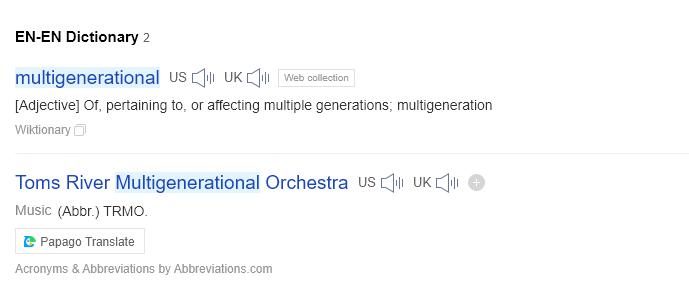 EN-EN Dictionary 2
multigenerational US UK Web collection
[Adjective] Of, pertaining to, or affecting multiple generations; multigeneration
Wiktionary
Toms River Multigenerational Orchestra US UK
Music (Abbr.) TRMO.
Papago Translate
Acronyms & Abbreviations by Abbreviations.com